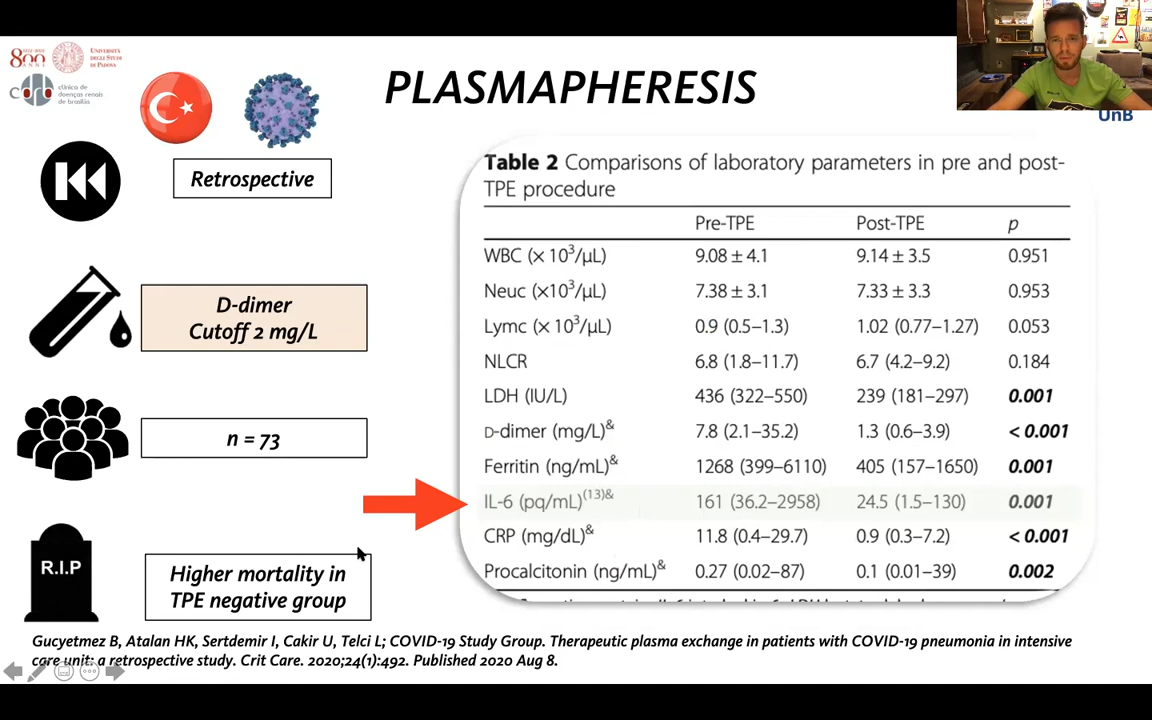 800
UNIVERSITÀ
DEGLI STUDI
DI PADOVA
clínica de
doenças renais
de brasília
PLASMAPHERESIS
UnB
Retrospective
D-dimer
Cutoff 2 mg/L
n = 73
R.I.P
Higher mortality in
TPE negative group
Table 2 Comparisons of laboratory parameters in pre and post-
TPE procedure
Pre-TPE Post-TPE p
WBC (× 10³/μL) 9.08 ± 4.1 9.14 ± 3.5 0.951
Neuc (×10³/μL) 7.38 ± 3.1 7.33 ± 3.3 0.953
Lymc (× 10³/μL) 0.9 (0.5–1.3) 1.02 (0.77–1.27) 0.053
NLCR 6.8 (1.8–11.7) 6.7 (4.2–9.2) 0.184
LDH (IU/L) 436 (322–550) 239 (181–297) 0.001
D-dimer (mg/L)& 7.8 (2.1–35.2) 1.3 (0.6–3.9) < 0.001
Ferritin (ng/mL)& 1268 (399–6110) 405 (157–1650) 0.001
IL-6 (pq/mL)(13)& 161 (36.2–2958) 24.5 (1.5–130) 0.001
CRP (mg/dL)& 11.8 (0.4–29.7) 0.9 (0.3–7.2) < 0.001
Procalcitonin (ng/mL)& 0.27 (0.02–87) 0.1 (0.01–39) 0.002
Gucyetmez B, Atalan HK, Sertdemir I, Cakir U, Telci L; COVID-19 Study Group. Therapeutic plasma exchange in patients with COVID-19 pneumonia in intensive
care unit: a retrospective study. Crit Care. 2020;24(1):492. Published 2020 Aug 8.